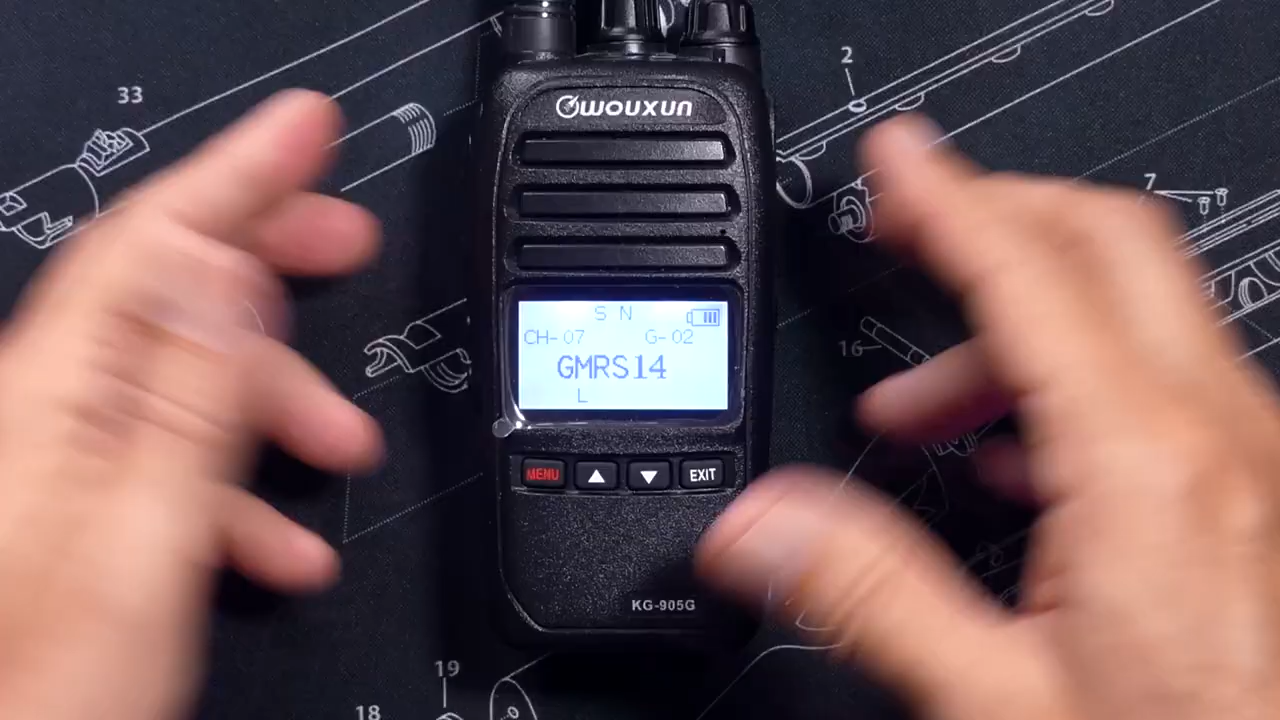 33
2
7
WOUXUN
S N
CH-07 G-02
GMRS14
L
16
MENU EXIT
KG-905G
19
18